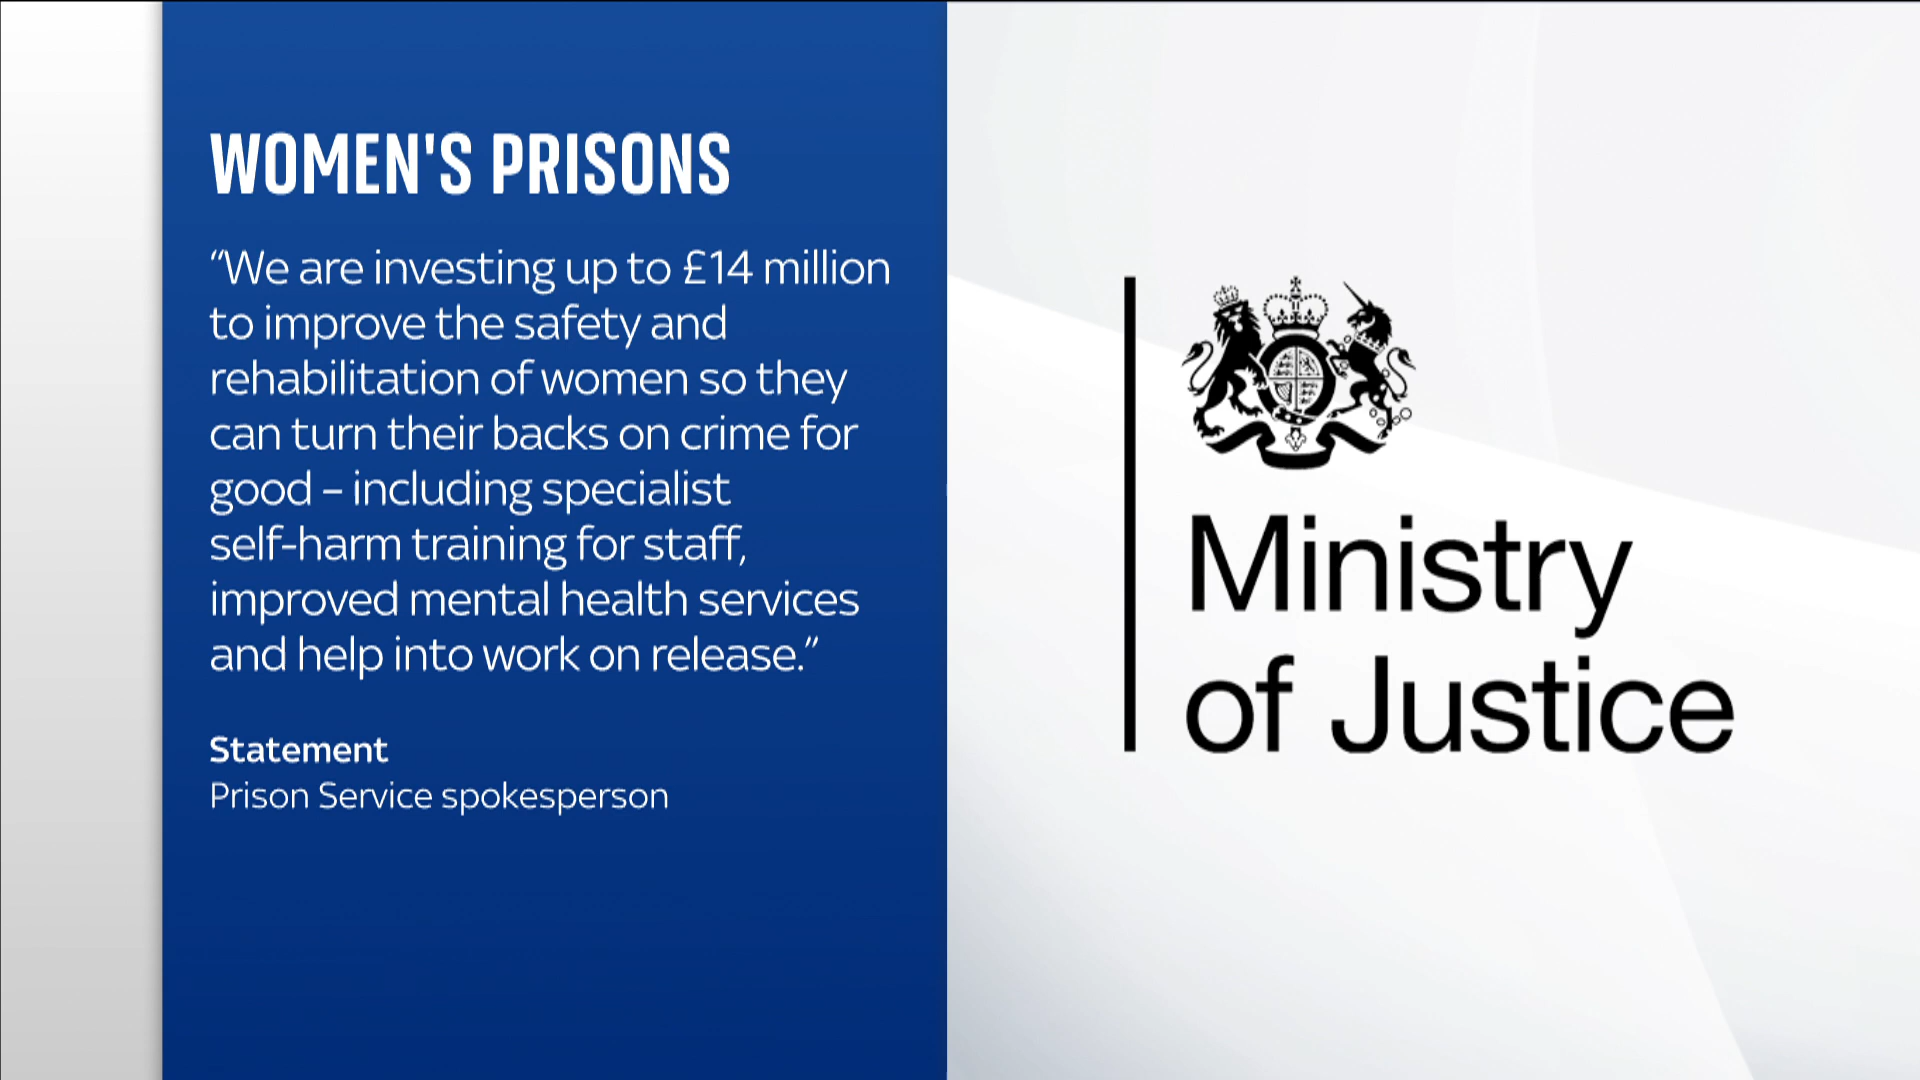 WOMEN'S PRISONS
“We are investing up to £14 million
to improve the safety and
rehabilitation of women so they
can turn their backs on crime for
good – including specialist
self-harm training for staff,
improved mental health services
and help into work on release.”
Statement
Prison Service spokesperson
Ministry
of Justice